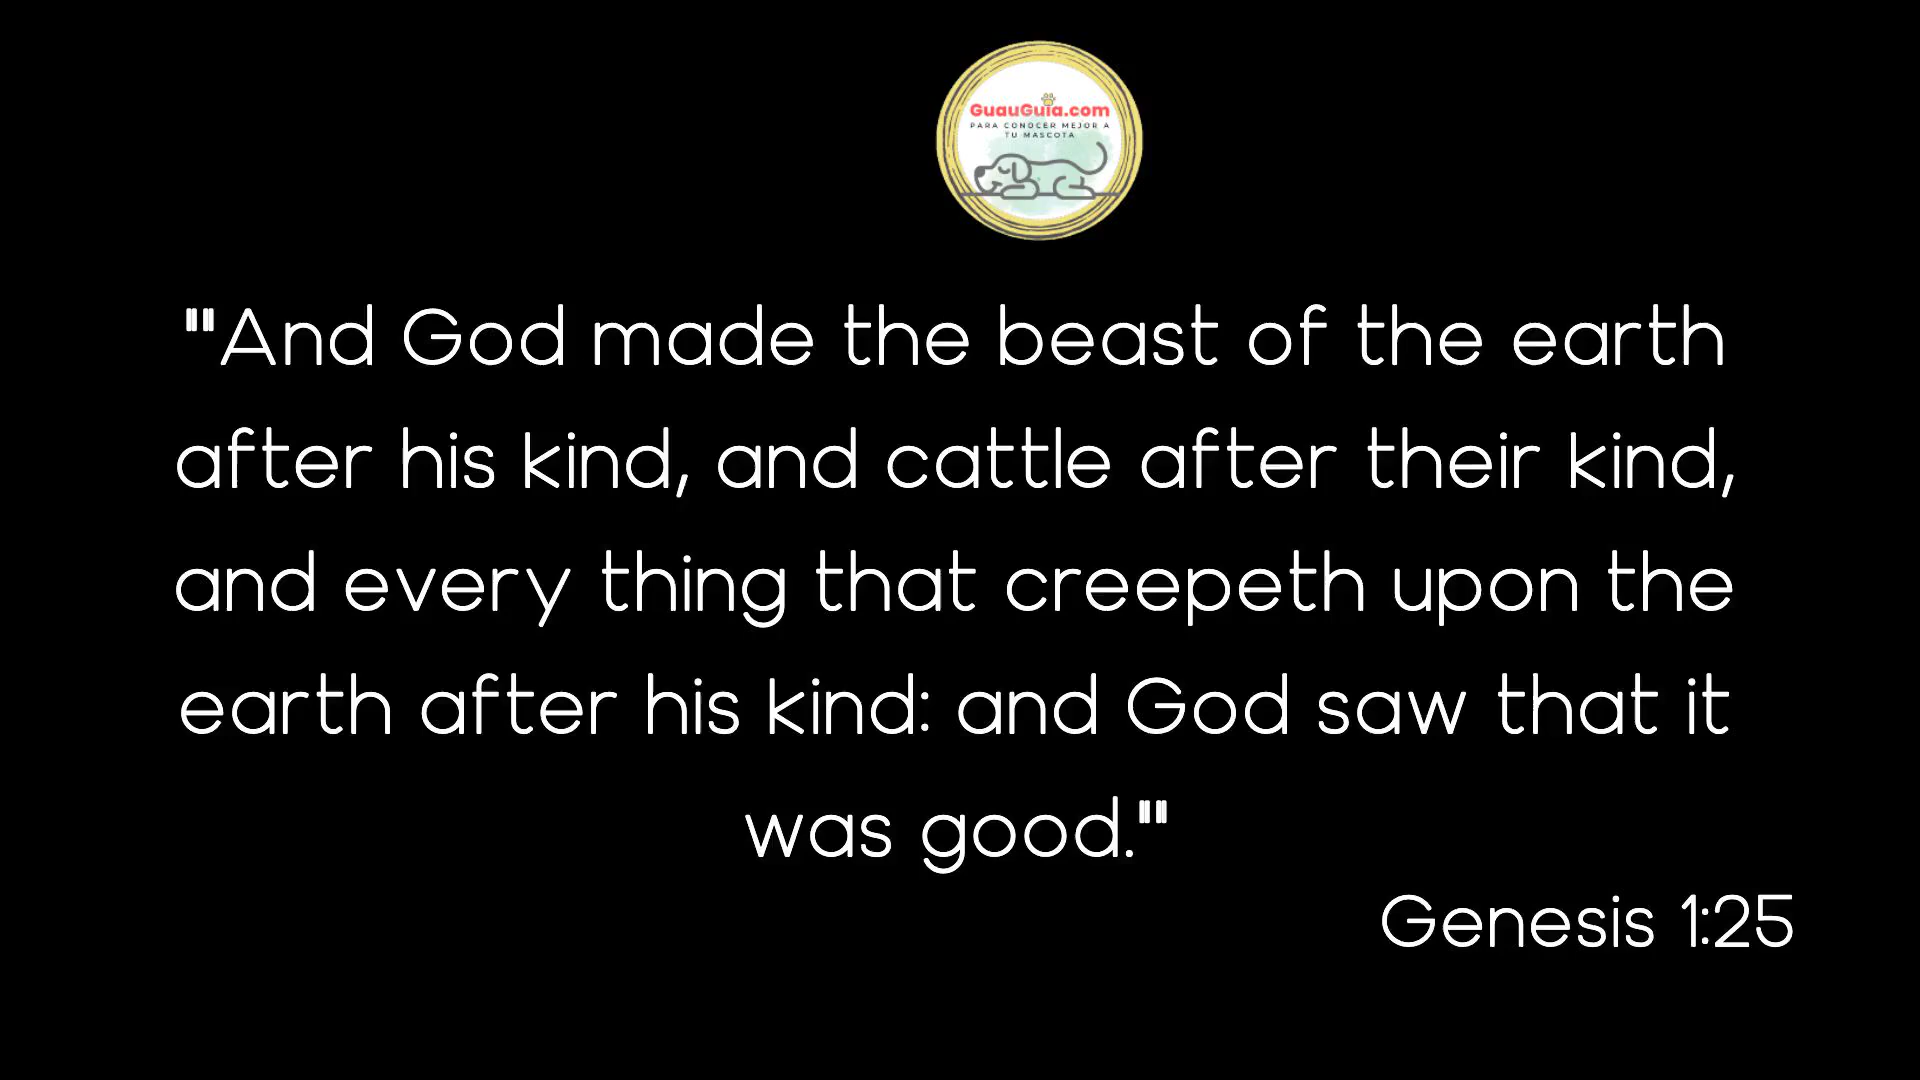 GuauGuia.com
PARA CONOCER MEJOR A
TU MASCOTA
""And God made the beast of the earth
after his kind, and cattle after their kind,
and every thing that creepeth upon the
earth after his kind: and God saw that it
was good.""
Genesis 1:25